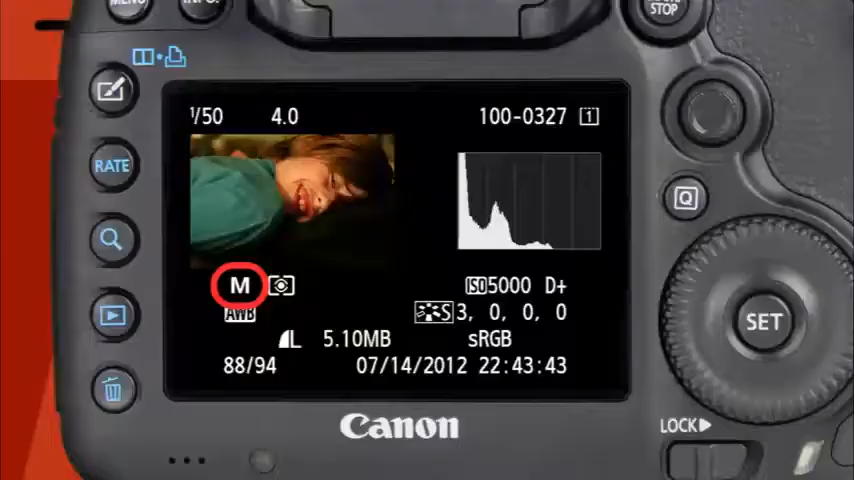 MENU INFO.
STOP
1/50 4.0 100-0327 1
RATE
Q
M
ISO5000 D+
AWB S 3, 0, 0, 0
L 5.10MB sRGB
88/94 07/14/2012 22:43:43
SET
Canon
LOCK